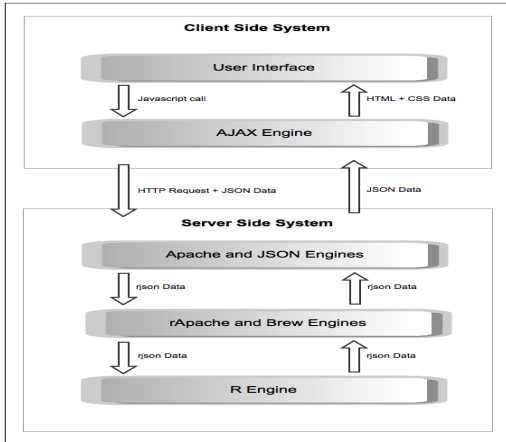 Client Side System
User Interface
Javascript call
HTML + CSS Data
AJAX Engine
HTTP Request + JSON Data
JSON Data
Server Side System
Apache and JSON Engines
rjson Data
rjson Data
rApache and Brew Engines
rjson Data
rjson Data
R Engine